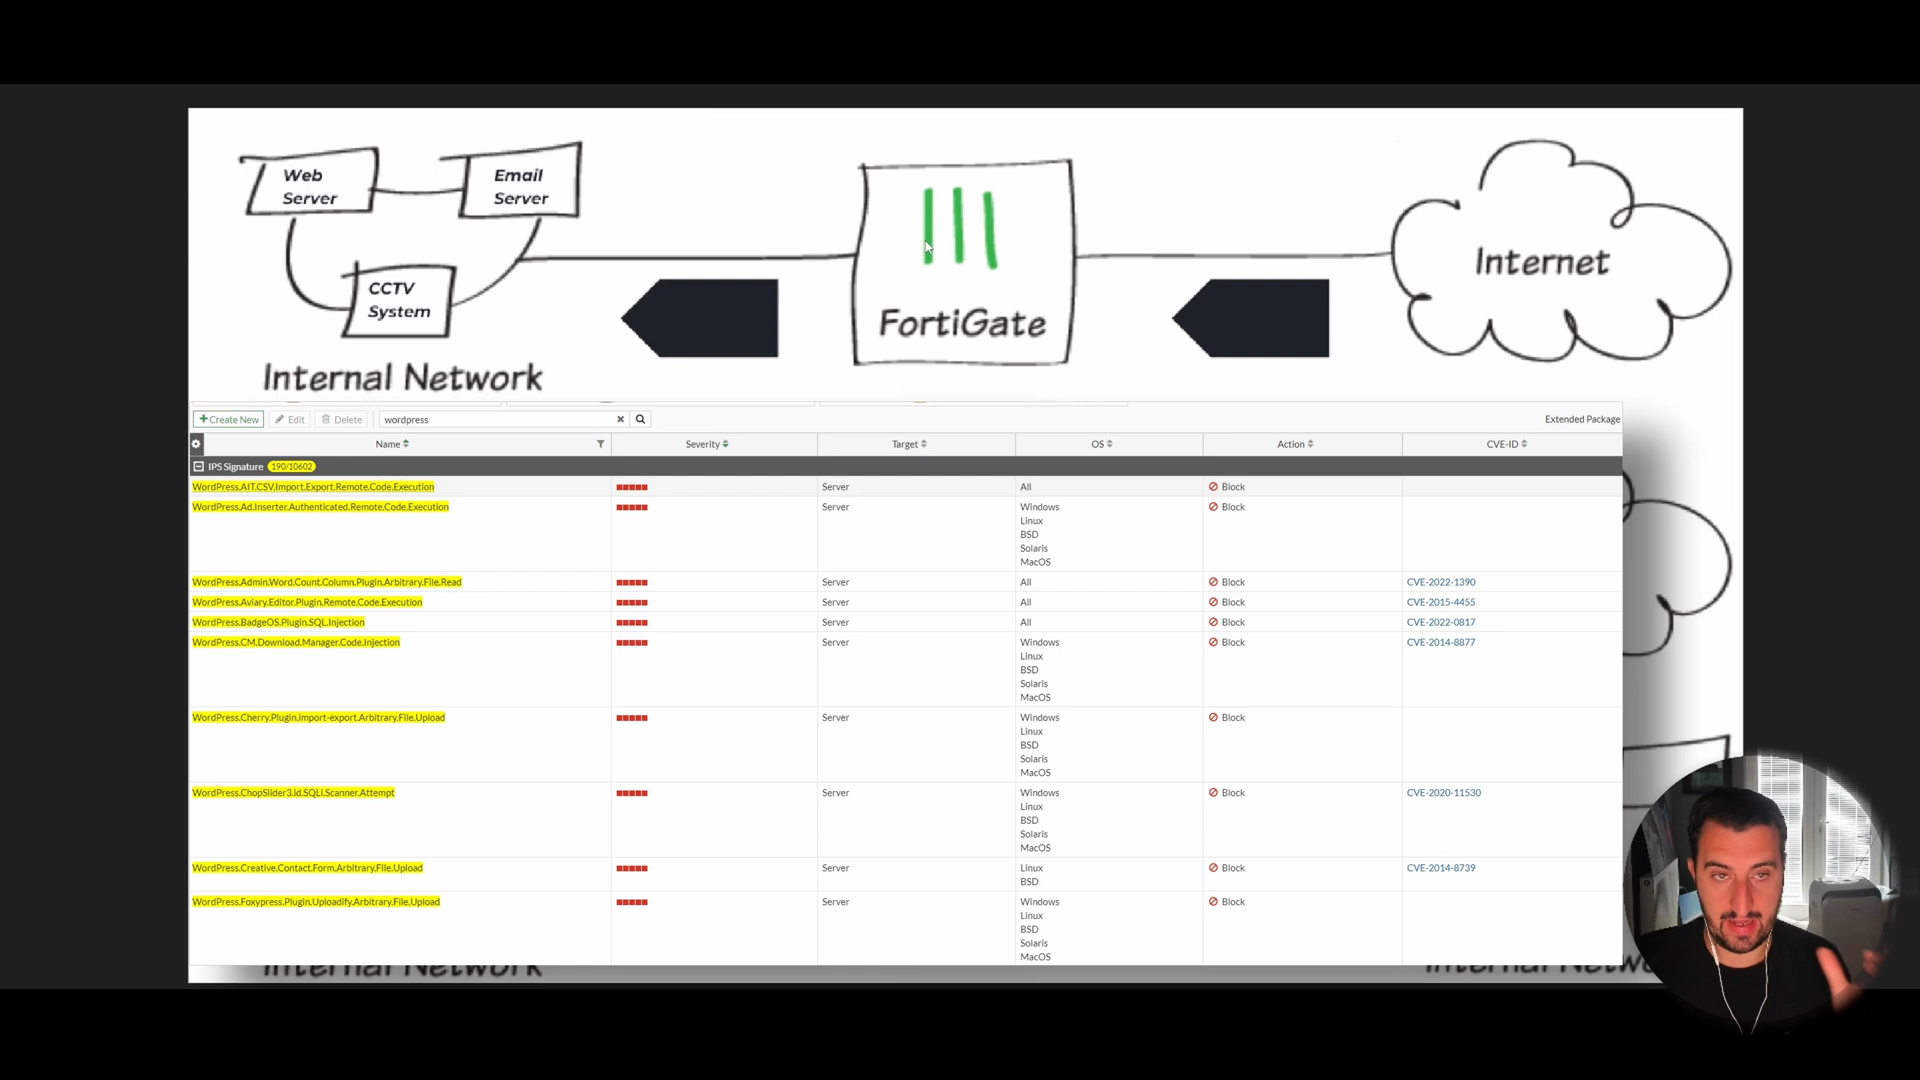 Web
Server
Email
Server
CCTV
System
Internal Network
FortiGate
Internet
Create New Edit Delete wordpress Extended Package
Name Severity Target OS Action CVE-ID
IPS Signature 190/10602
WordPress.AIT.CSV.Import.Export.Remote.Code.Execution Server All Block
WordPress.Ad.Inserter.Authenticated.Remote.Code.Execution Server Windows Block
Linux
BSD
Solaris
MacOS
WordPress.Admin.Word.Count.Column.Plugin.Arbitrary.File.Read Server All Block CVE-2022-1390
WordPress.Aviary.Editor.Plugin.Remote.Code.Execution Server All Block CVE-2015-4455
WordPress.BadgeOS.Plugin.SQL.Injection Server All Block CVE-2022-0817
WordPress.CM.Download.Manager.Code.Injection Server Windows Block CVE-2014-8877
Linux
BSD
Solaris
MacOS
WordPress.Cherry.Plugin.import-export.Arbitrary.File.Upload Server Windows Block
Linux
BSD
Solaris
MacOS
WordPress.ChopSlider3.id.SQLi.Scanner.Attempt Server Windows Block CVE-2020-11530
Linux
BSD
Solaris
MacOS
WordPress.Creative.Contact.Form.Arbitrary.File.Upload Server Linux Block CVE-2014-8739
BSD
WordPress.Foxypress.Plugin.Uploadify.Arbitrary.File.Upload Server Windows Block
Linux
BSD
Solaris
MacOS
Internal Network
Internal